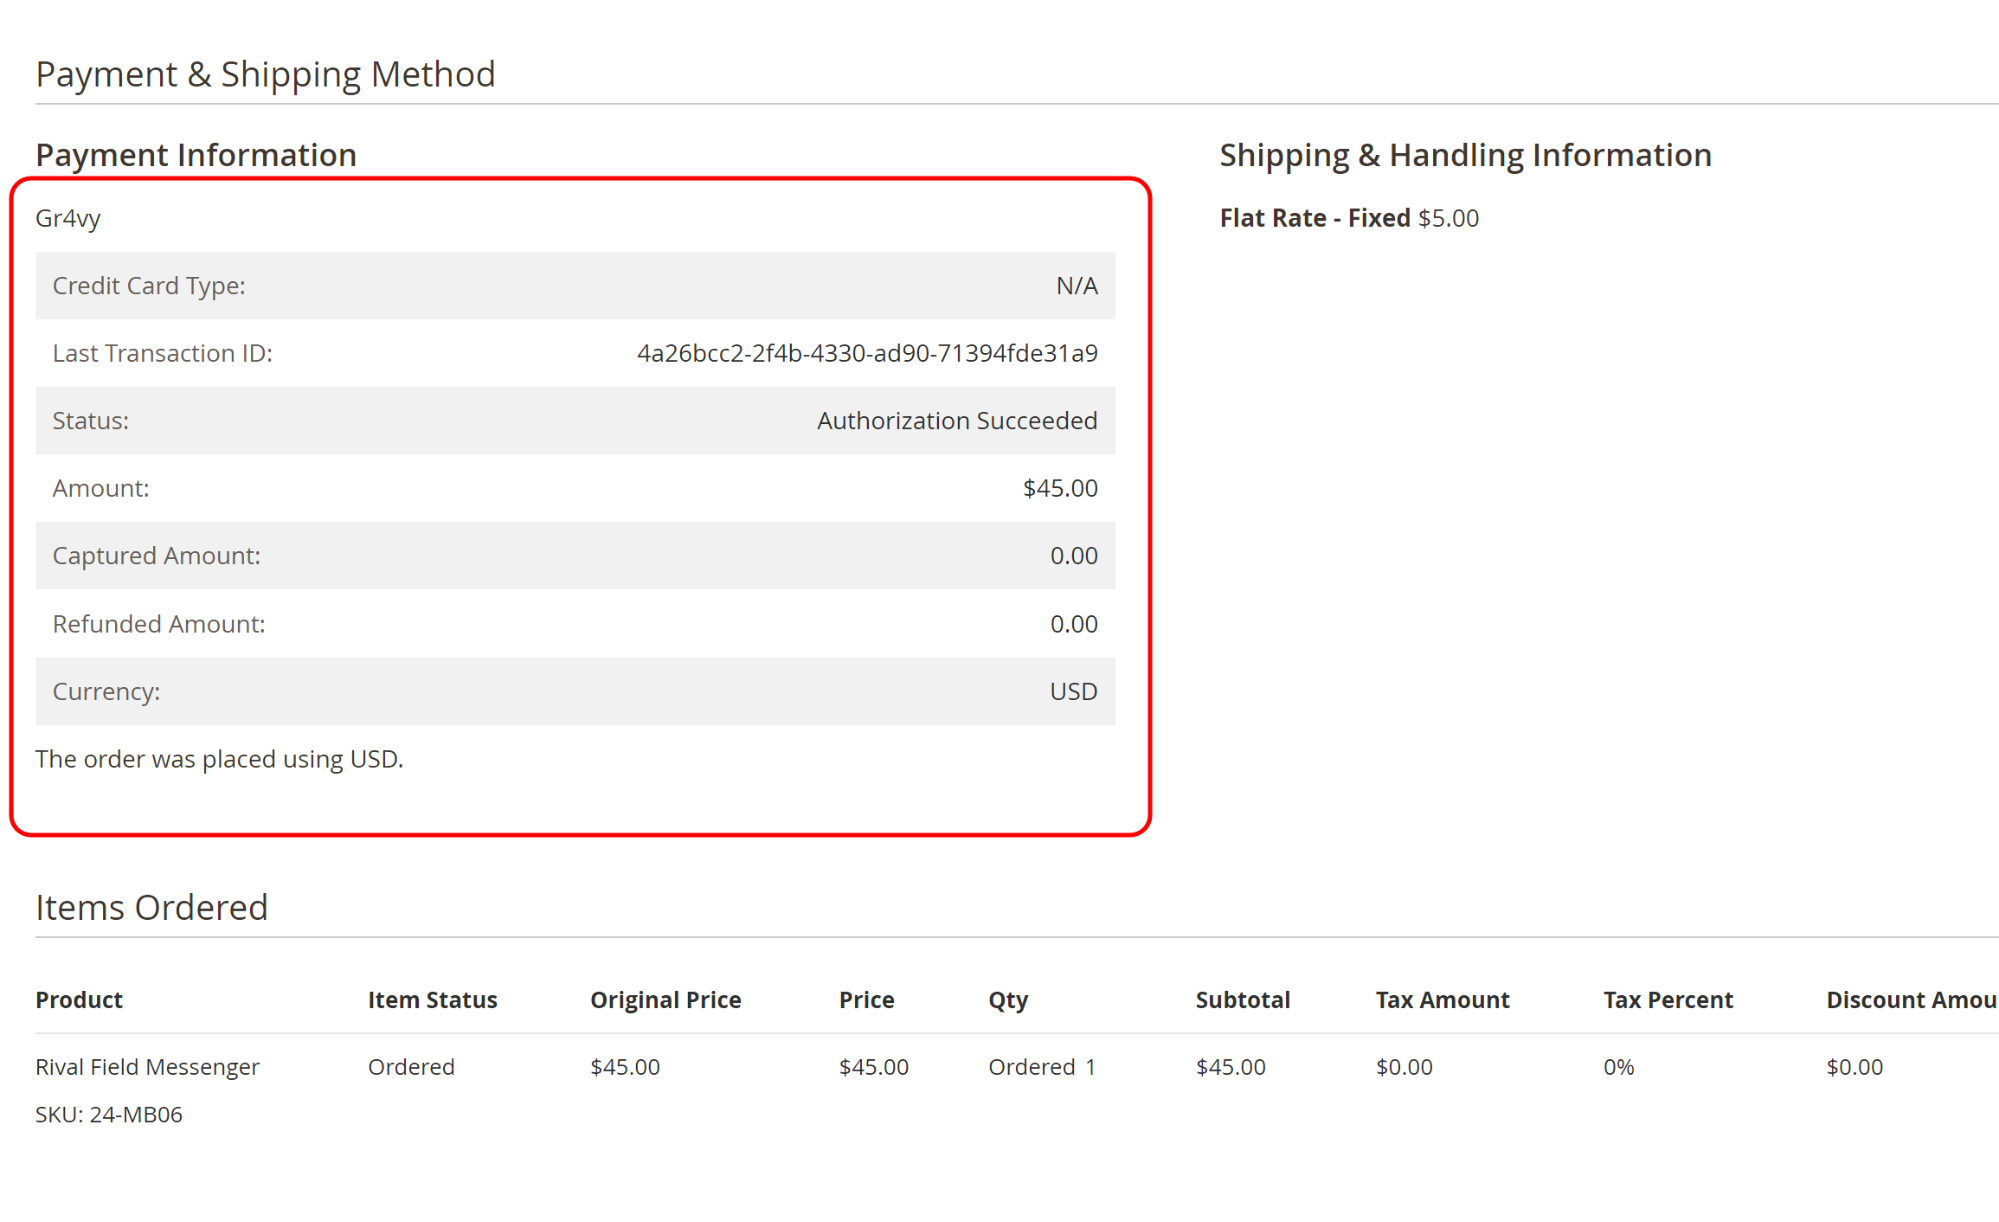 Payment & Shipping Method
Payment Information
Gr4vy
Credit Card Type: N/A
Last Transaction ID: 4a26bcc2-2f4b-4330-ad90-71394fde31a9
Status: Authorization Succeeded
Amount: $45.00
Captured Amount: 0.00
Refunded Amount: 0.00
Currency: USD
The order was placed using USD.
Shipping & Handling Information
Flat Rate - Fixed $5.00
Items Ordered
Product Item Status Original Price Price Qty Subtotal Tax Amount Tax Percent Discount Amou
Rival Field Messenger Ordered $45.00 $45.00 Ordered 1 $45.00 $0.00 0% $0.00
SKU: 24-MB06